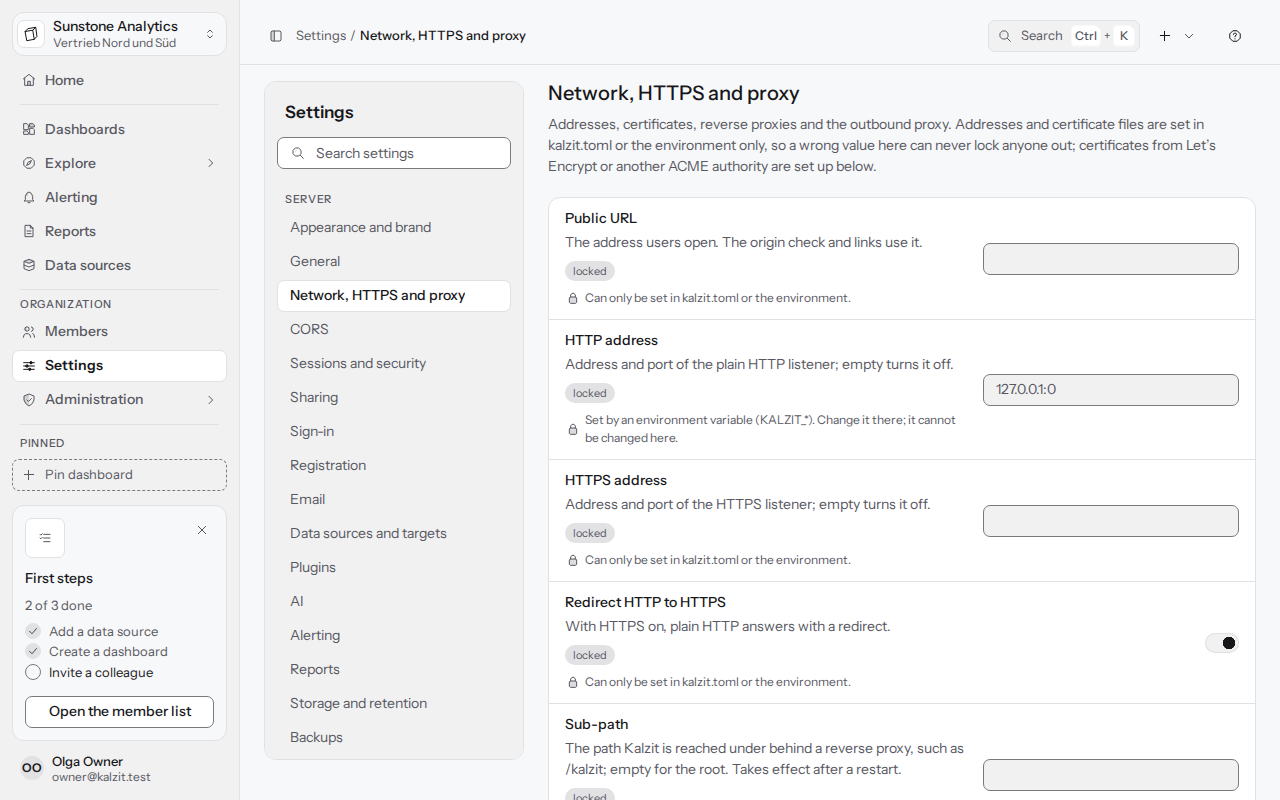 Sunstone Analytics
Vertrieb Nord und Süd
Home
Dashboards
Explore
Alerting
Reports
Data sources
ORGANIZATION
Members
Settings
Administration
PINNED
Pin dashboard
First steps
2 of 3 done
Add a data source
Create a dashboard
Invite a colleague
Open the member list
OO
Olga Owner
owner@kalzit.test
Settings / Network, HTTPS and proxy
Search Ctrl + K
Settings
Search settings
SERVER
Appearance and brand
General
Network, HTTPS and proxy
CORS
Sessions and security
Sharing
Sign-in
Registration
Email
Data sources and targets
Plugins
AI
Alerting
Reports
Storage and retention
Backups
Network, HTTPS and proxy
Addresses, certificates, reverse proxies and the outbound proxy. Addresses and certificate files are set in
kalzit.toml or the environment only, so a wrong value here can never lock anyone out; certificates from Let's
Encrypt or another ACME authority are set up below.
Public URL
The address users open. The origin check and links use it.
locked
Can only be set in kalzit.toml or the environment.
HTTP address
Address and port of the plain HTTP listener; empty turns it off.
locked
127.0.0.1:0
Set by an environment variable (KALZIT_*). Change it there; it cannot
be changed here.
HTTPS address
Address and port of the HTTPS listener; empty turns it off.
locked
Can only be set in kalzit.toml or the environment.
Redirect HTTP to HTTPS
With HTTPS on, plain HTTP answers with a redirect.
locked
Can only be set in kalzit.toml or the environment.
Sub-path
The path Kalzit is reached under behind a reverse proxy, such as
/kalzit; empty for the root. Takes effect after a restart.
locked